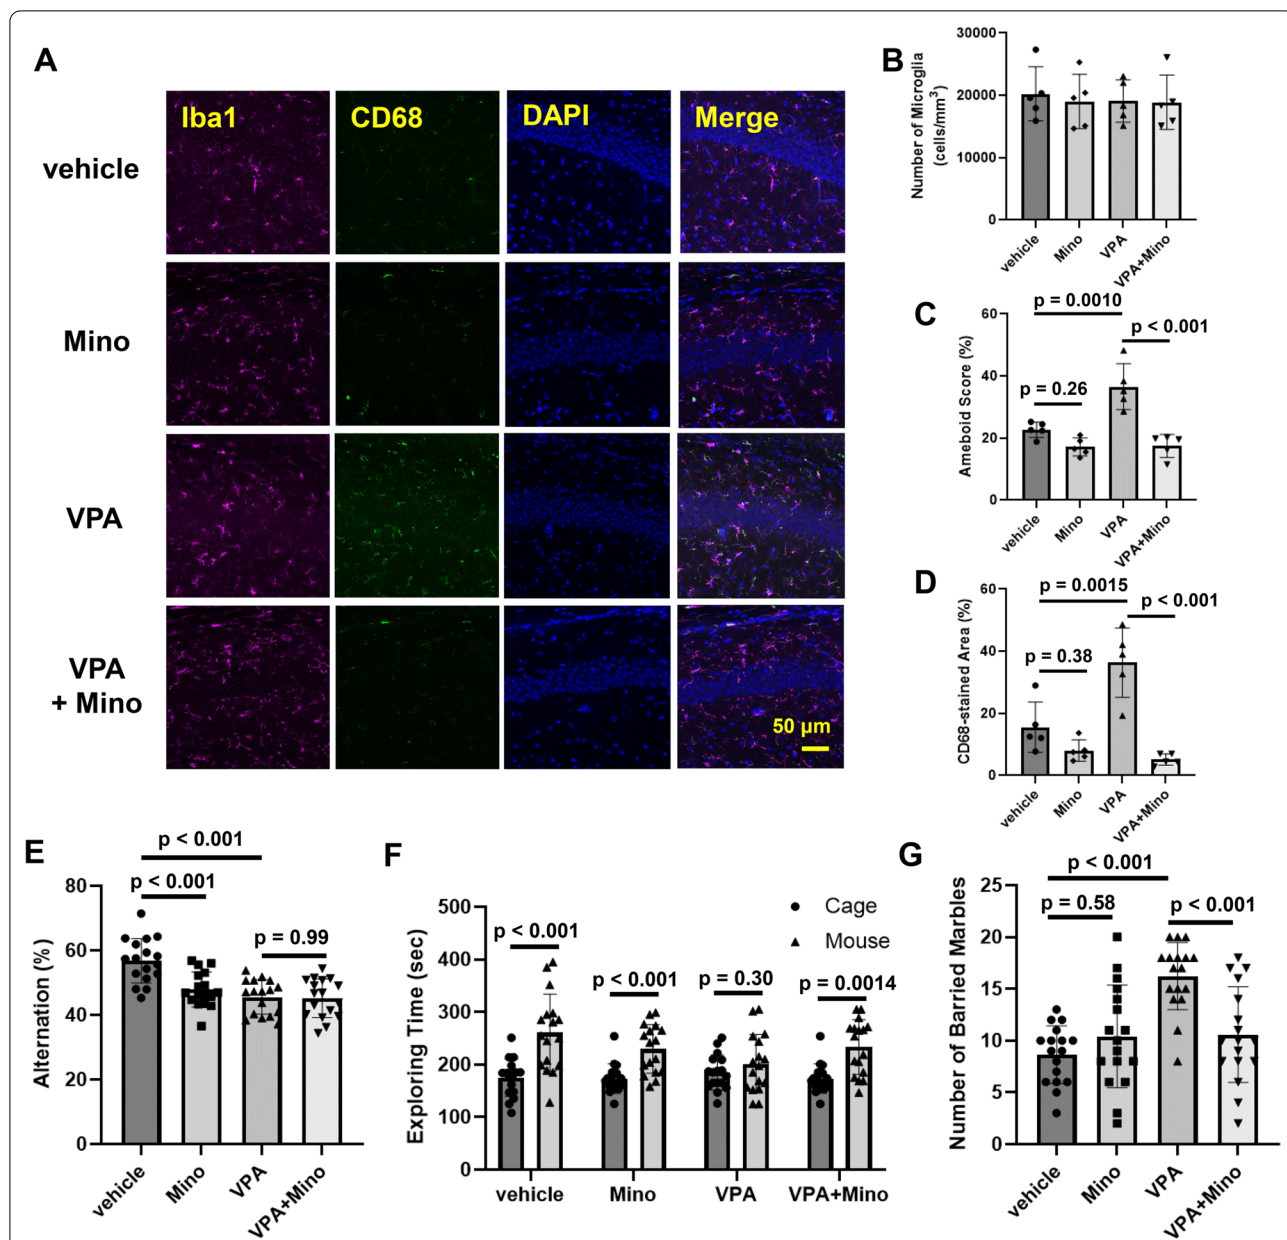 A
Iba1
CD68
DAPI
Merge
vehicle
Mino
VPA
VPA
+ Mino
50 µm
B
Number of Microglia
(cells/mm³)
30000
20000
10000
0
vehicle
Mino
VPA
VPA+Mino
C
Ameboid Score (%)
60
40
20
0
p = 0.0010
p < 0.001
p = 0.26
vehicle
Mino
VPA
VPA+Mino
D
CD68-stained Area (%)
60
40
20
0
p = 0.0015
p < 0.001
p = 0.38
vehicle
Mino
VPA
VPA+Mino
E
Alternation (%)
80
60
40
20
0
p < 0.001
p < 0.001
p = 0.99
vehicle
Mino
VPA
VPA+Mino
F
Exploring Time (sec)
500
400
300
200
100
0
Cage
Mouse
p < 0.001
p < 0.001
p = 0.30
p = 0.0014
vehicle
Mino
VPA
VPA+Mino
G
Number of Barried Marbles
25
20
15
10
5
0
p < 0.001
p = 0.58
p < 0.001
vehicle
Mino
VPA
VPA+Mino